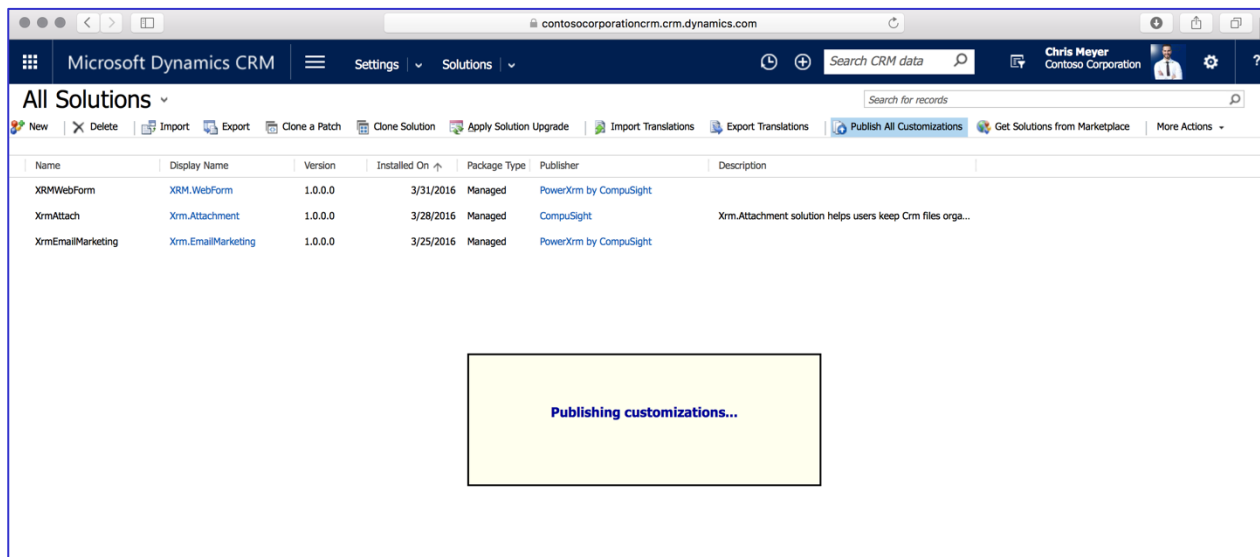 contosocorporationcrm.crm.dynamics.com
Microsoft Dynamics CRM Settings Solutions Search CRM data Chris Meyer Contoso Corporation ?
All Solutions Search for records
New Delete Import Export Clone a Patch Clone Solution Apply Solution Upgrade Import Translations Export Translations Publish All Customizations Get Solutions from Marketplace More Actions
Name Display Name Version Installed On Package Type Publisher Description
XRMWebForm XRM.WebForm 1.0.0.0 3/31/2016 Managed PowerXrm by CompuSight
XrmAttach Xrm.Attachment 1.0.0.0 3/28/2016 Managed CompuSight Xrm.Attachment solution helps users keep Crm files orga...
XrmEmailMarketing Xrm.EmailMarketing 1.0.0.0 3/25/2016 Managed PowerXrm by CompuSight
Publishing customizations...